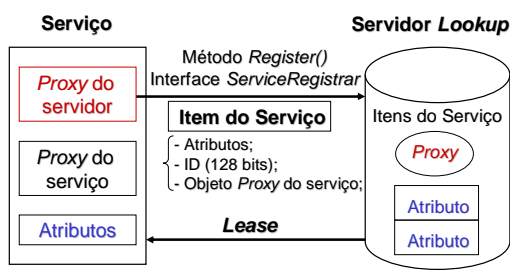 Serviço
Servidor Lookup
Proxy do
servidor
Método Register()
Interface ServiceRegistrar
Item do Serviço
- Atributos;
- ID (128 bits);
- Objeto Proxy do serviço;
Proxy do
serviço
Atributos
Lease
Itens do Serviço
Proxy
Atributo
Atributo